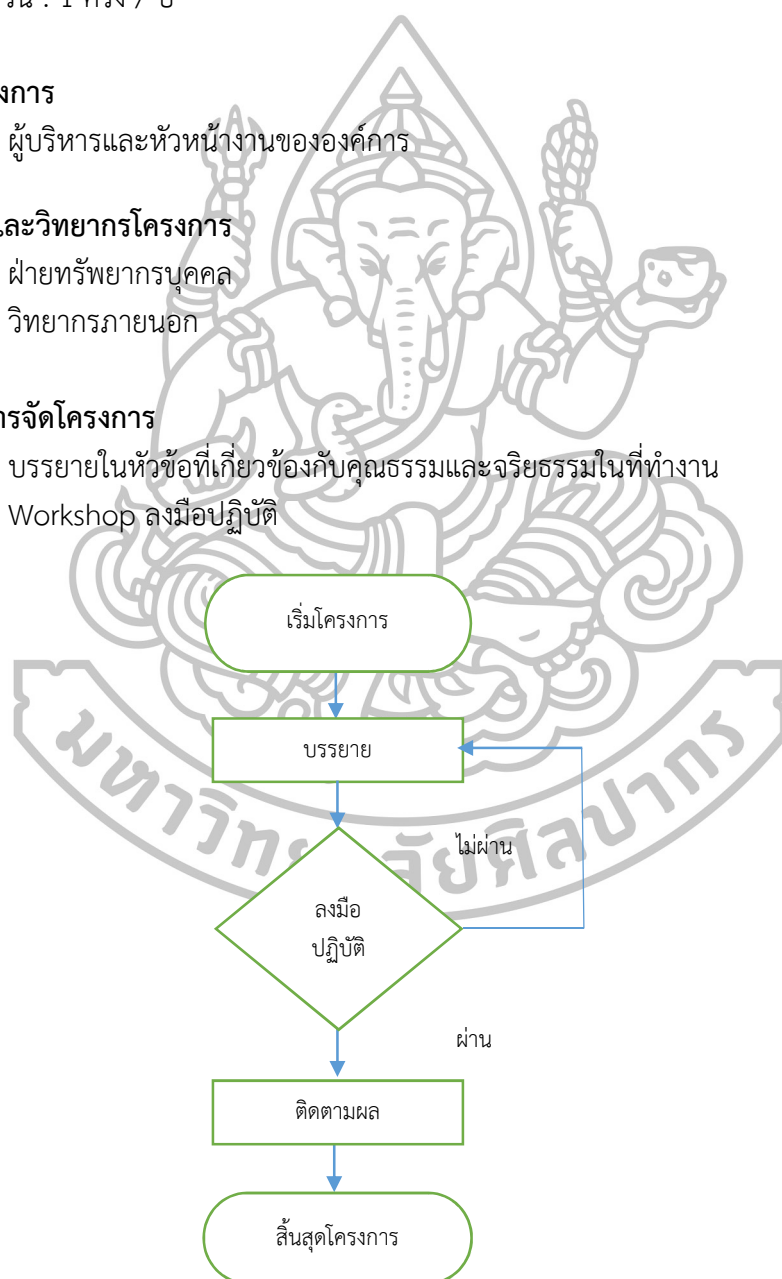 : 1 ครั้ง / ปี
งการ
ผู้บริหารและหัวหน้างานขององค์การ
และวิทยากรโครงการ
ฝ่ายทรัพยากรบุคคล
วิทยากรภายนอก
ารจัดโครงการ
บรรยายในหัวข้อที่เกี่ยวข้องกับคุณธรรมและจริยธรรมในที่ทำงาน
Workshop ลงมือปฏิบัติ
เริ่มโครงการ
บรรยาย
ไม่ผ่าน
ลงมือ
ปฏิบัติ
ผ่าน
ติดตามผล
สิ้นสุดโครงการ
มหาวิทยาลัยศิลปากร